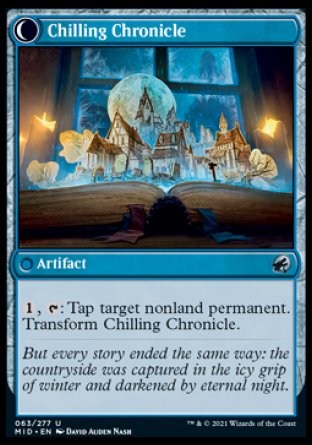 Chilling Chronicle
Artifact
1, T: Tap target nonland permanent.
Transform Chilling Chronicle.
But every story ended the same way: the
countryside was captured in the icy grip
of winter and darkened by eternal night.
063/277 U
MID • EN DAVID AUDEN NASH
™ & © 2021 Wizards of the Coast